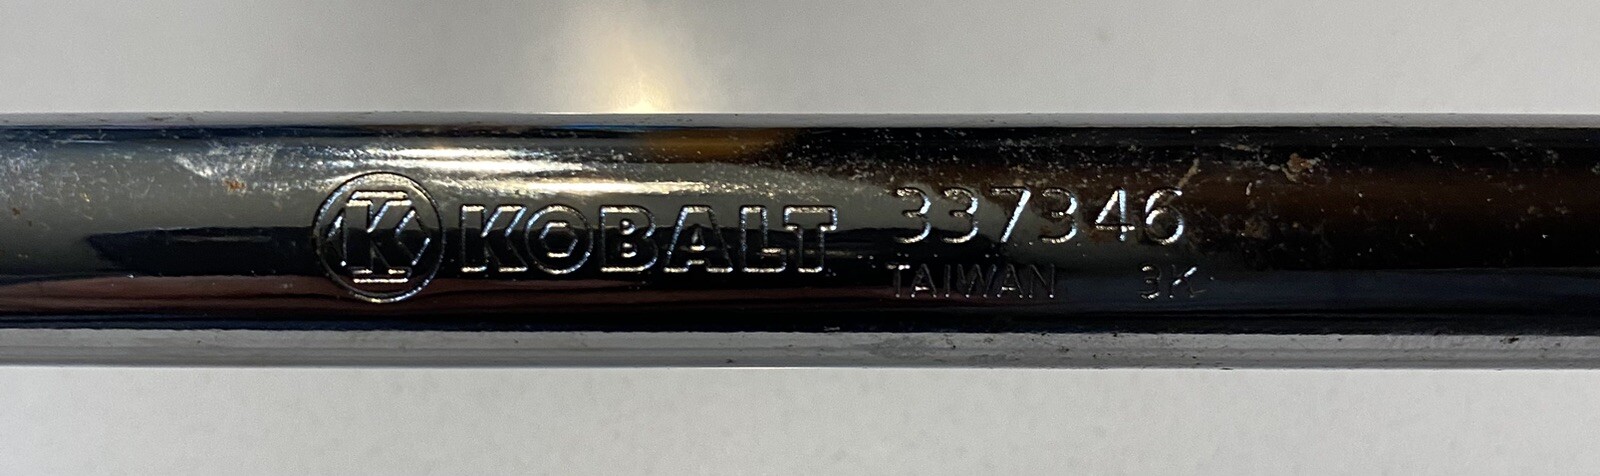 K KOBALT 337346
TAIWAN 3K